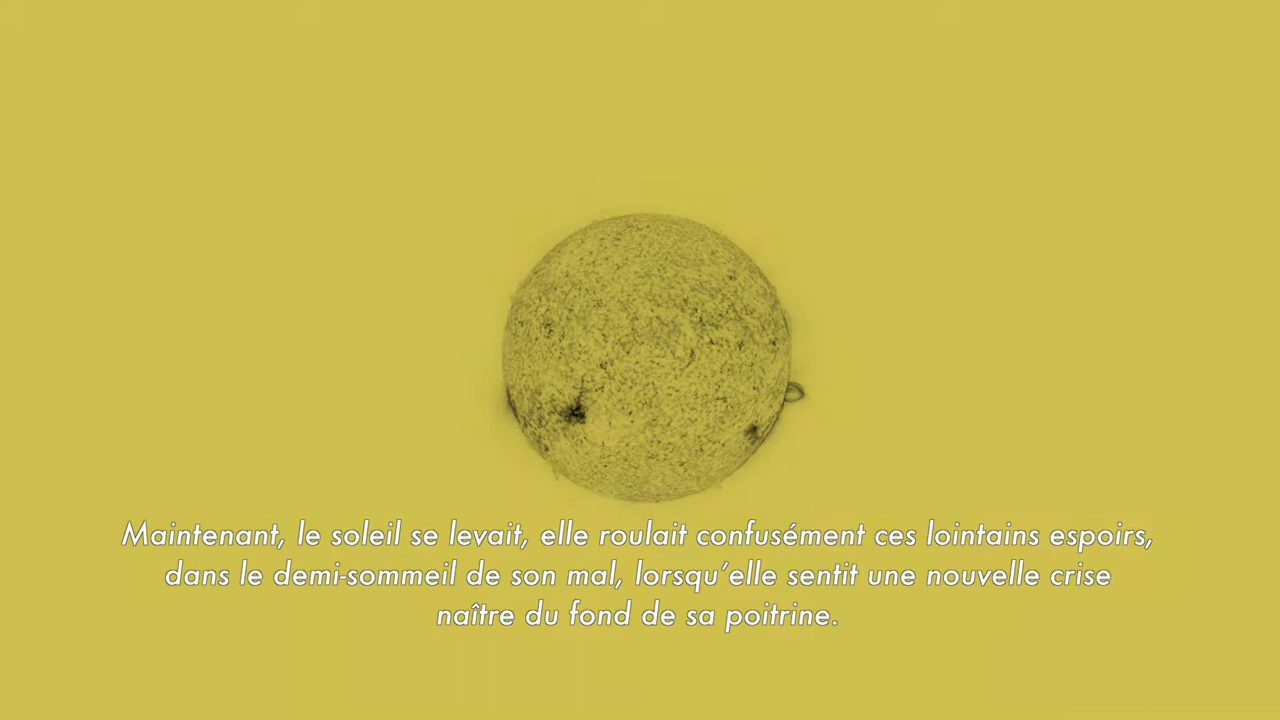 Maintenant, le soleil se levait, elle roulait confusément ces lointains espoirs,
dans le demi-sommeil de son mal, lorsqu’elle sentit une nouvelle crise
naître du fond de sa poitrine.